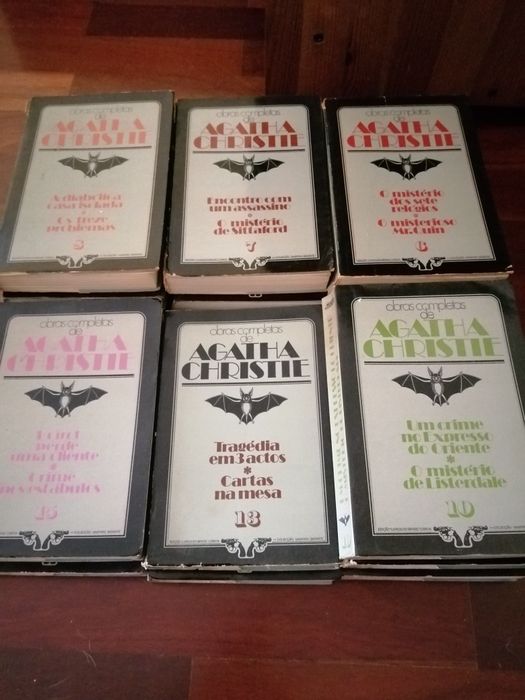 obras completas
de
AGATHA
CHRISTIE
A diabólica
casa isolada
*
Os treze
problemas
8
obras completas
de
AGATHA
CHRISTIE
Encontro com
um assassino
*
O mistério
de Sittaford
7
obras completas
de
AGATHA
CHRISTIE
O mistério
dos sete
relógios
*
O misterioso
Mr. Quin
6
obras completas
de
AGATHA
CHRISTIE
Poirot
perde
uma cliente
*
Crime
nos estábulos
15
obras completas
de
AGATHA
CHRISTIE
Tragédia
em 3 actos
*
Cartas
na mesa
13
obras completas
de
AGATHA
CHRISTIE
Um crime
no Expresso
do Oriente
*
O mistério
de Listerdale
10